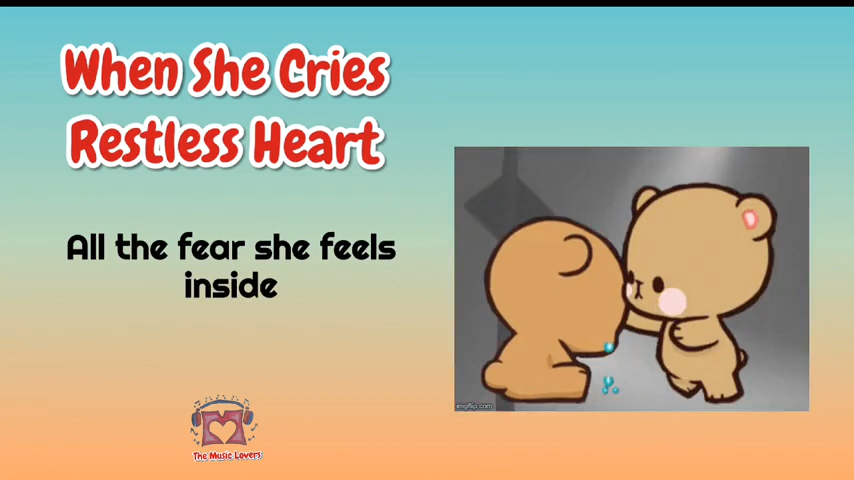 When She Cries
Restless Heart
All the fear she feels
inside
imgflip.com
The Music Lovers